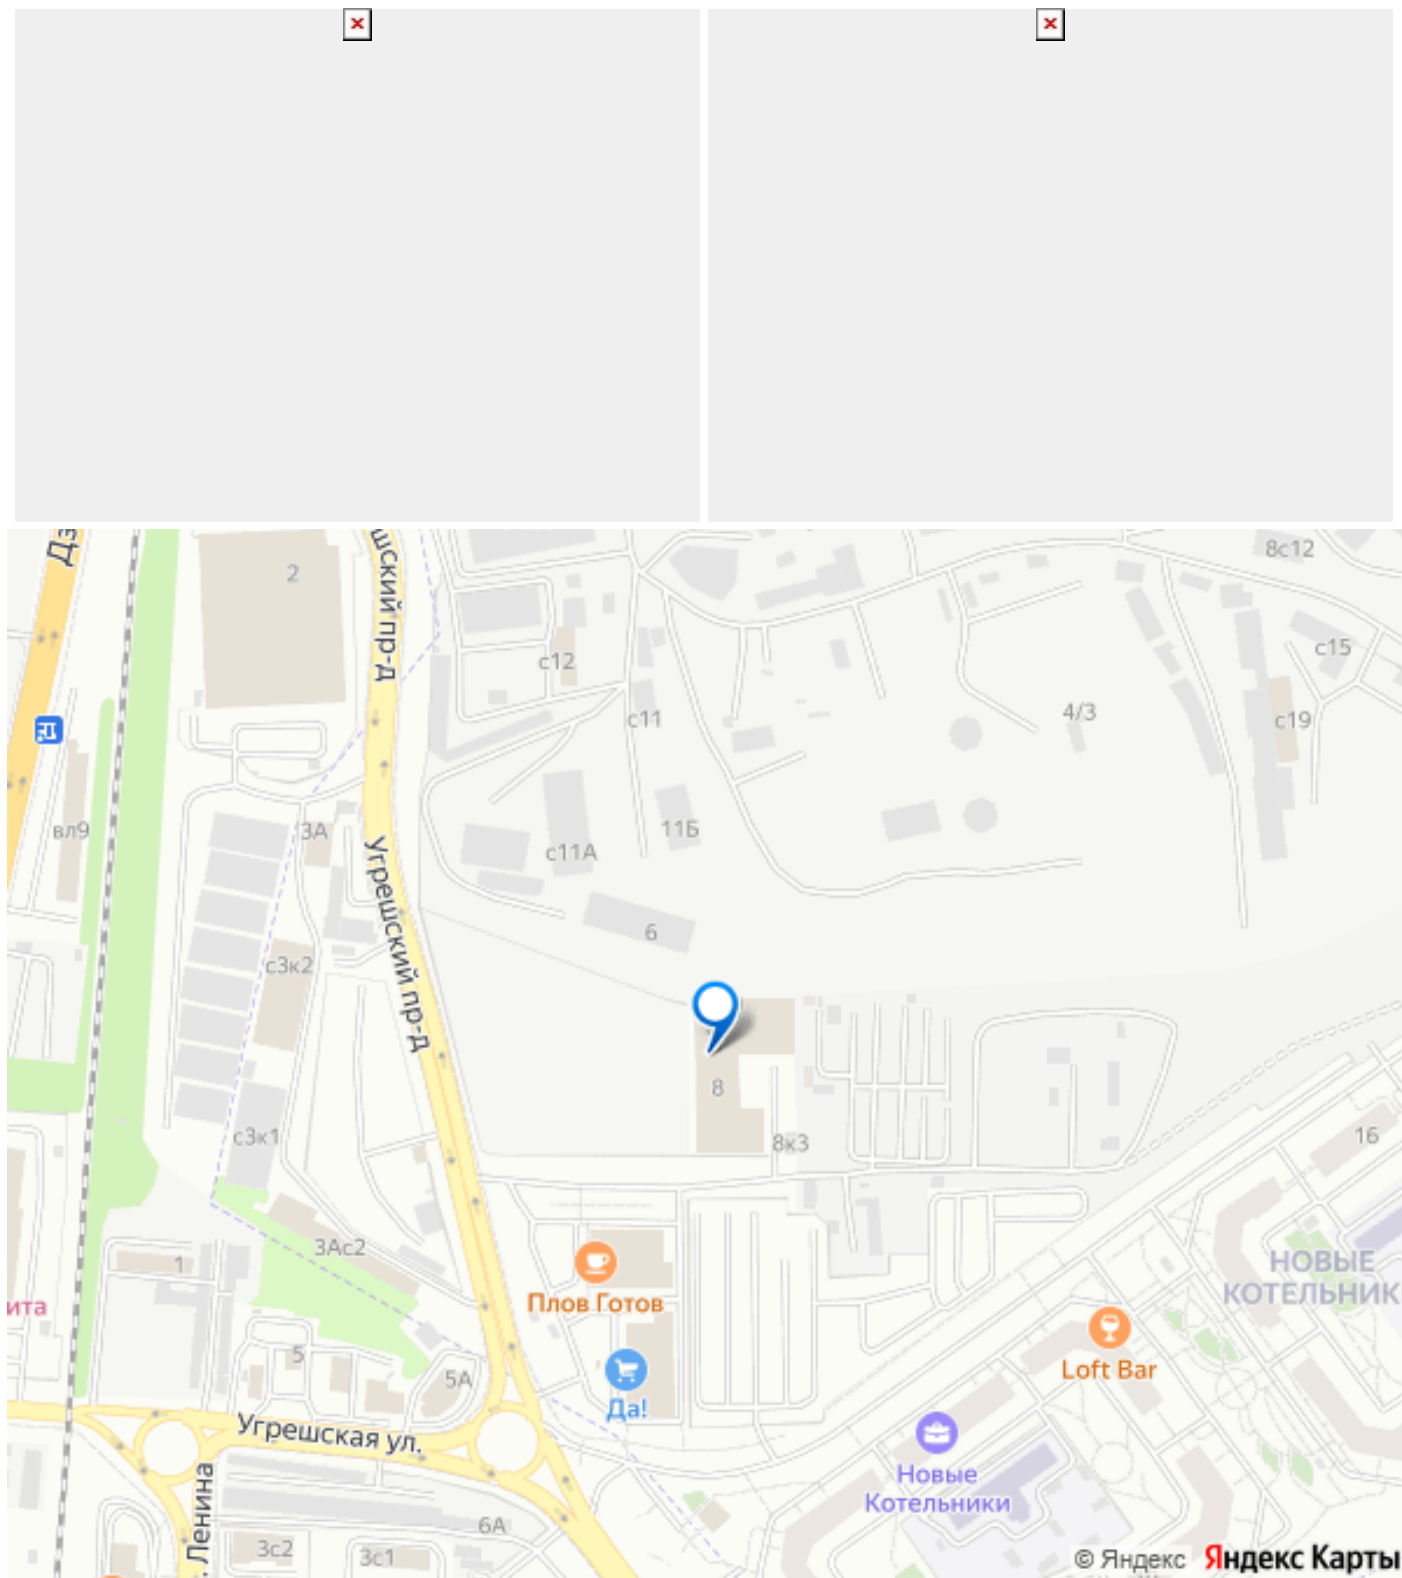 Дз
2
шский пр-д
8с12
с12
с15
с11
4/3
с19
вл9
3А
11Б
с11А
Угрешский пр-д
6
с3к2
8
с3к1
8к3
16
3Ас2
1
НОВЫЕ
КОТЕЛЬНИК
Плов Готов
ита
Loft Bar
5
5А
Да!
Угрешская ул.
Новые
Котельники
. Ленина
6А
3с2
3с1
© Яндекс Яндекс Карты